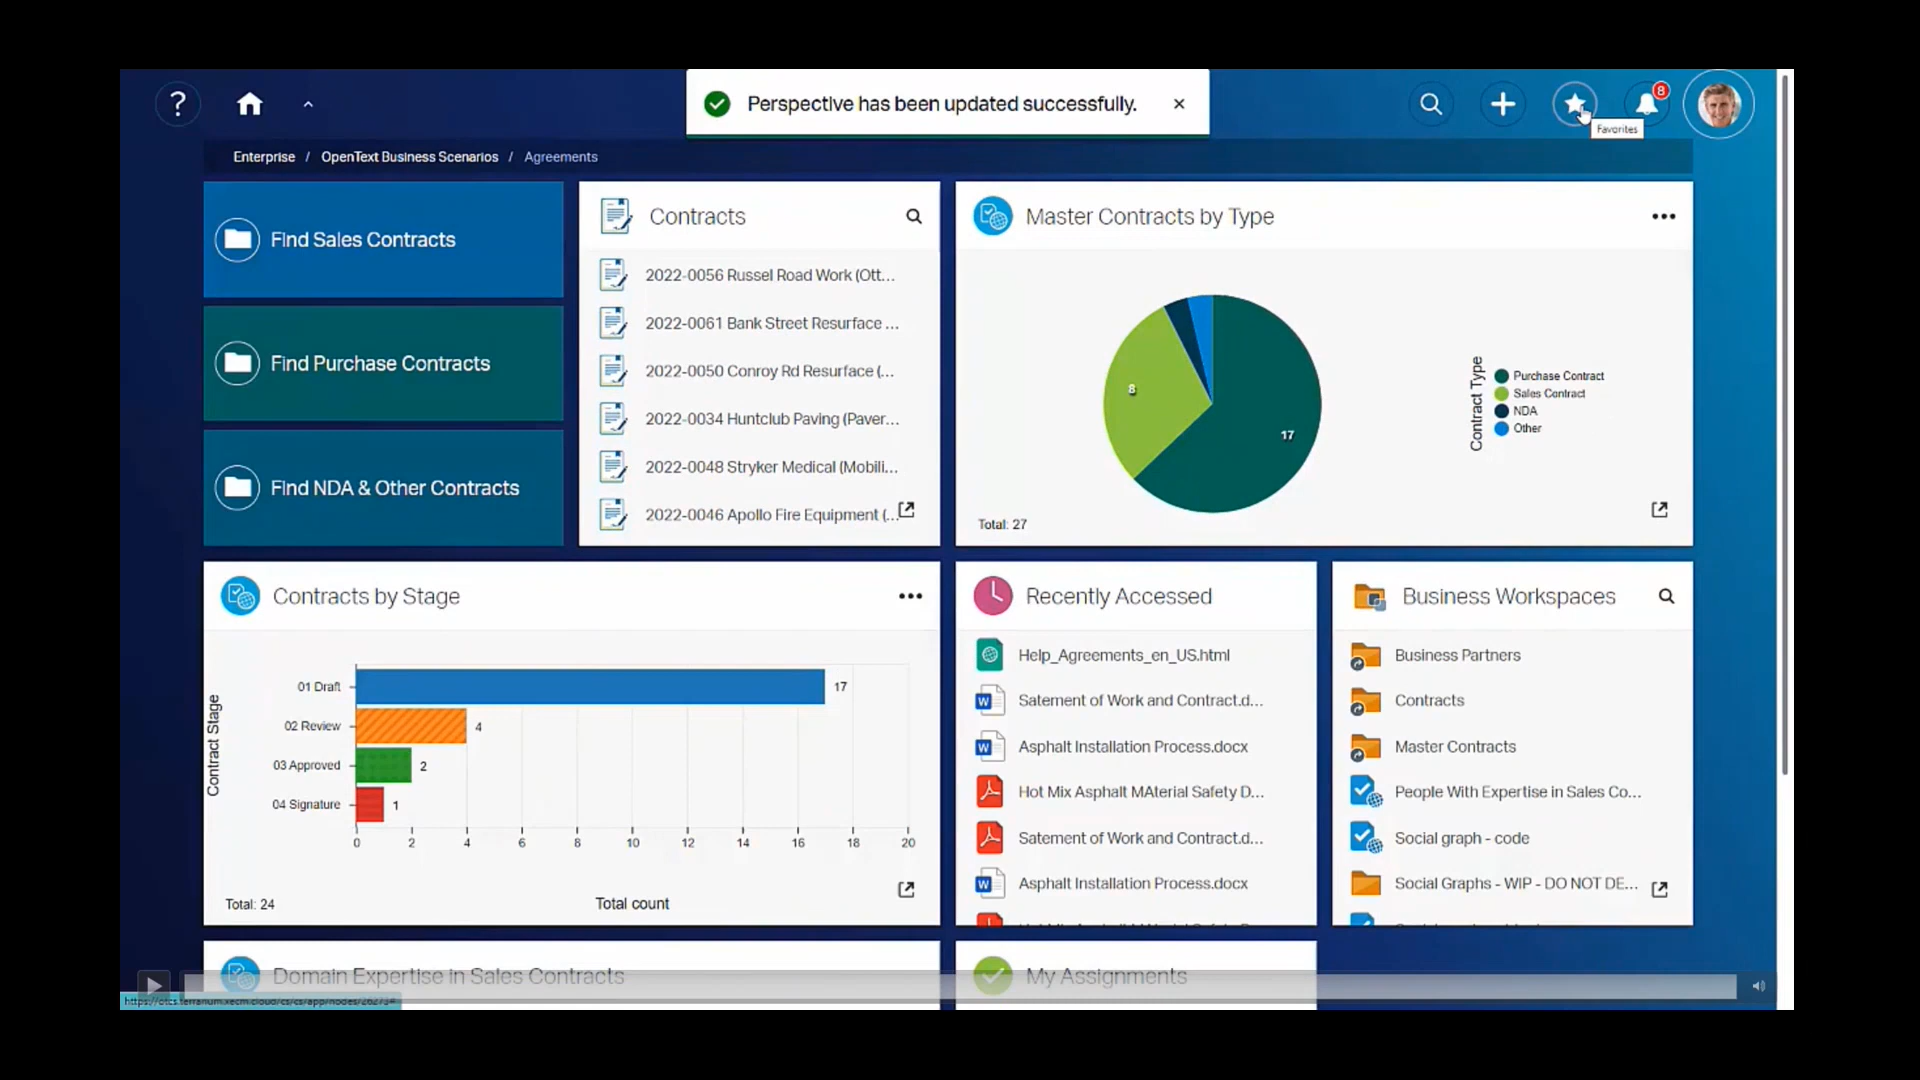 ?
Perspective has been updated successfully.
8
Favorites
Enterprise / OpenText Business Scenarios / Agreements
Find Sales Contracts
Find Purchase Contracts
Find NDA & Other Contracts
Contracts
2022-0056 Russel Road Work (Ott...
2022-0061 Bank Street Resurface ...
2022-0050 Conroy Rd Resurface (...
2022-0034 Huntclub Paving (Paver...
2022-0048 Stryker Medical (Mobili...
2022-0046 Apollo Fire Equipment (...
Master Contracts by Type
8
17
Contract Type
Purchase Contract
Sales Contract
NDA
Other
Total: 27
Contracts by Stage
Contract Stage
01 Draft 17
02 Review 4
03 Approved 2
04 Signature 1
0 2 4 6 8 10 12 14 16 18 20
Total: 24
Total count
Recently Accessed
Help_Agreements_en_US.html
Satement of Work and Contract.d...
Asphalt Installation Process.docx
Hot Mix Asphalt MAterial Safety D...
Satement of Work and Contract.d...
Asphalt Installation Process.docx
Business Workspaces
Business Partners
Contracts
Master Contracts
People With Expertise in Sales Co...
Social graph - code
Social Graphs - WIP - DO NOT DE...
Domain Expertise in Sales Contracts
My Assignments